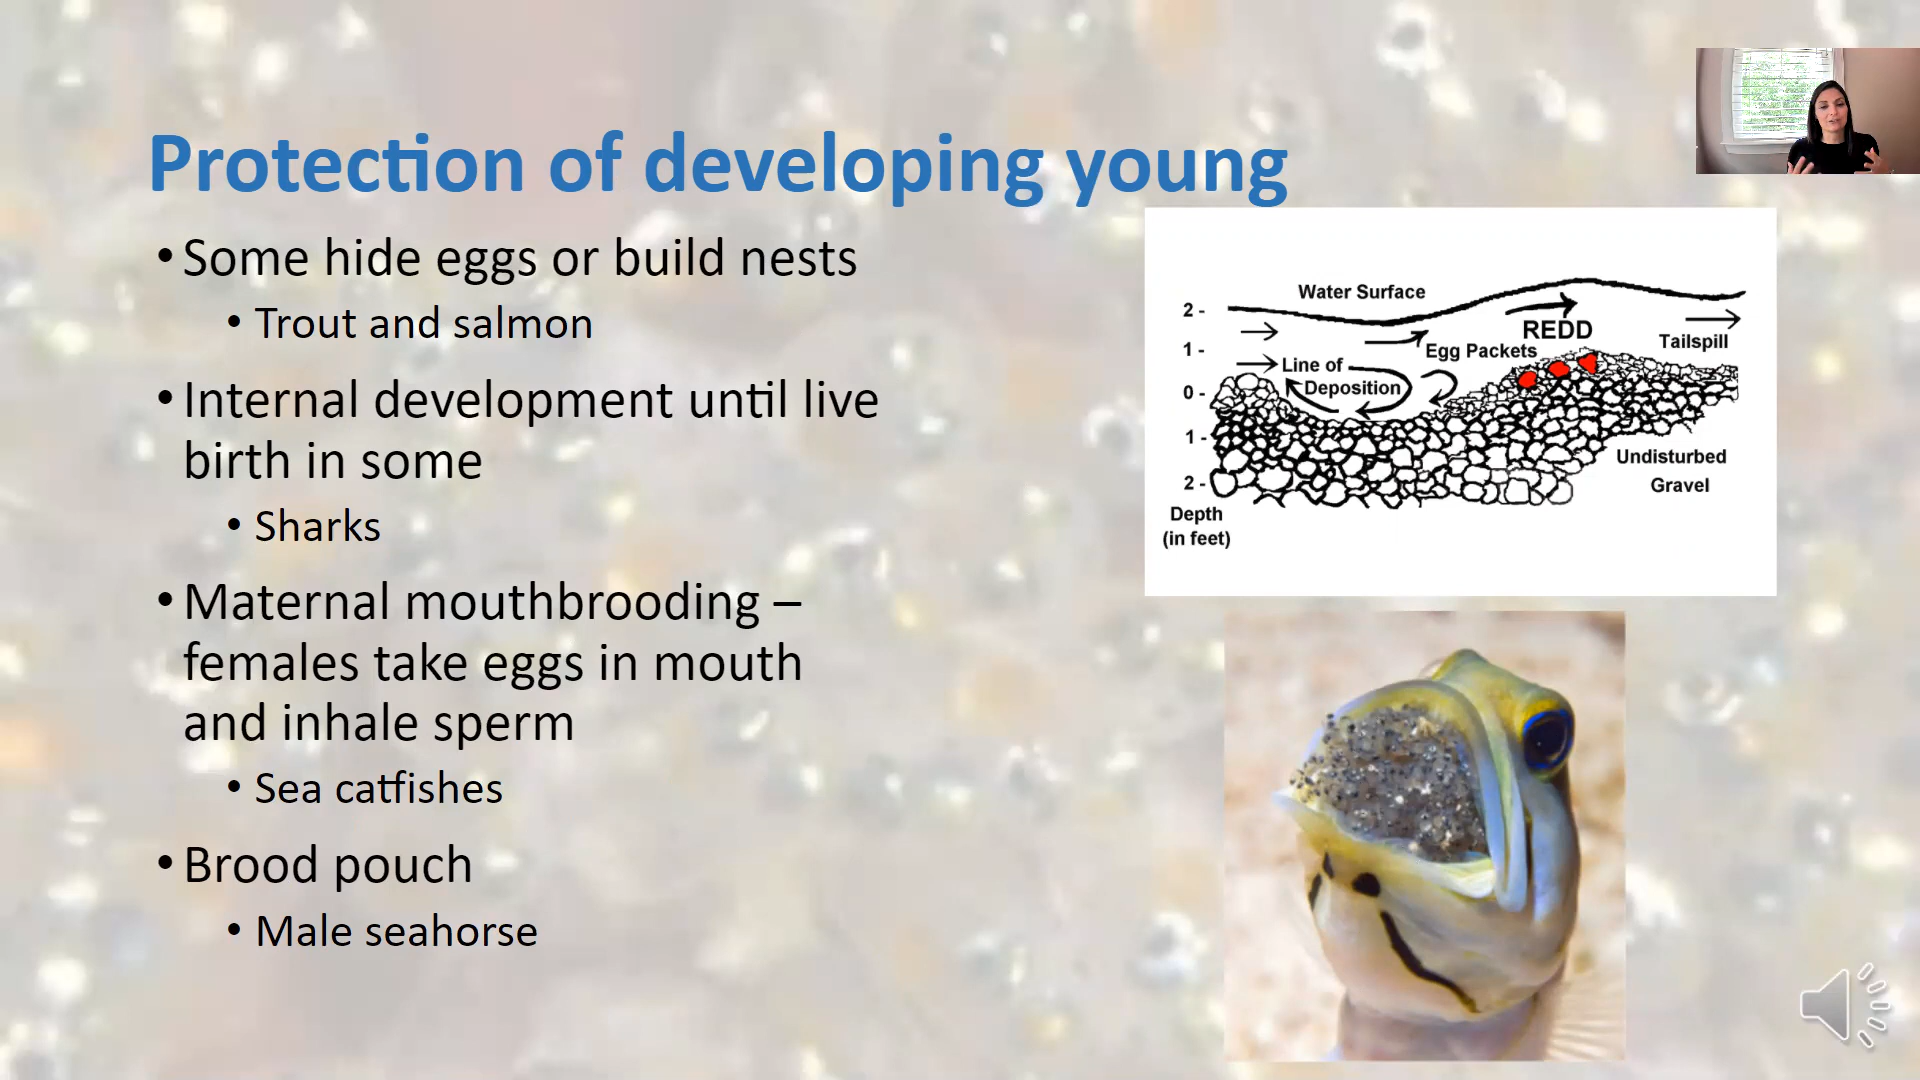 Protection of developing young
• Some hide eggs or build nests
• Trout and salmon
• Internal development until live
birth in some
• Sharks
• Maternal mouthbrooding –
females take eggs in mouth
and inhale sperm
• Sea catfishes
• Brood pouch
• Male seahorse
Water Surface
2 -
REDD
Tailspill
1 -
Egg Packets
Line of
Deposition
0 -
1 -
Undisturbed
2 -
Gravel
Depth
(in feet)